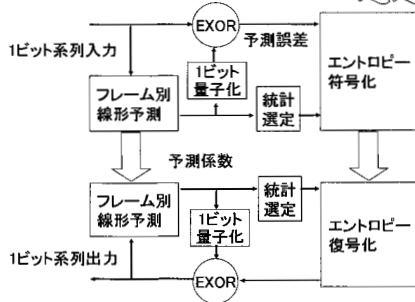 EXOR
1ビット系列入力
予測誤差
1ビット
量子化
フレーム別
線形予測
統計
選定
エントロピー
符号化
予測係数
フレーム別
線形予測
1ビット
量子化
統計
選定
エントロピー
復号化
1ビット系列出力
EXOR